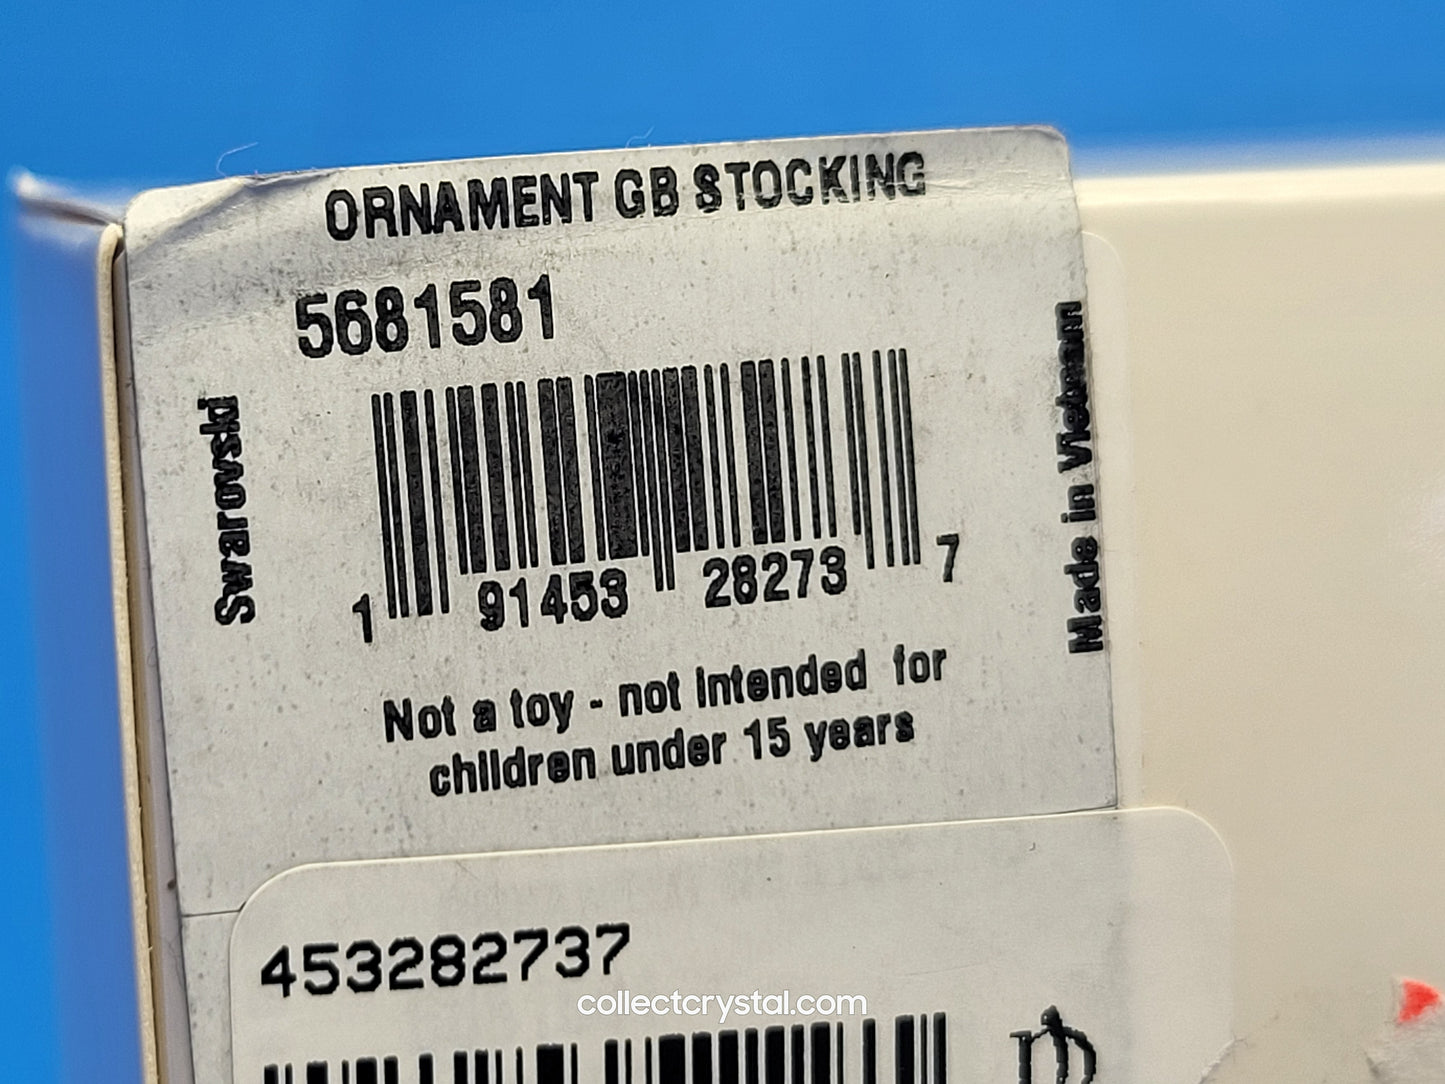 ORNAMENT GB STOCKING
5681581
Swarovski
Made in Vietnam
1 91453 28273 7
Not a toy - not intended for
children under 15 years
453282737
collectcrystal.com